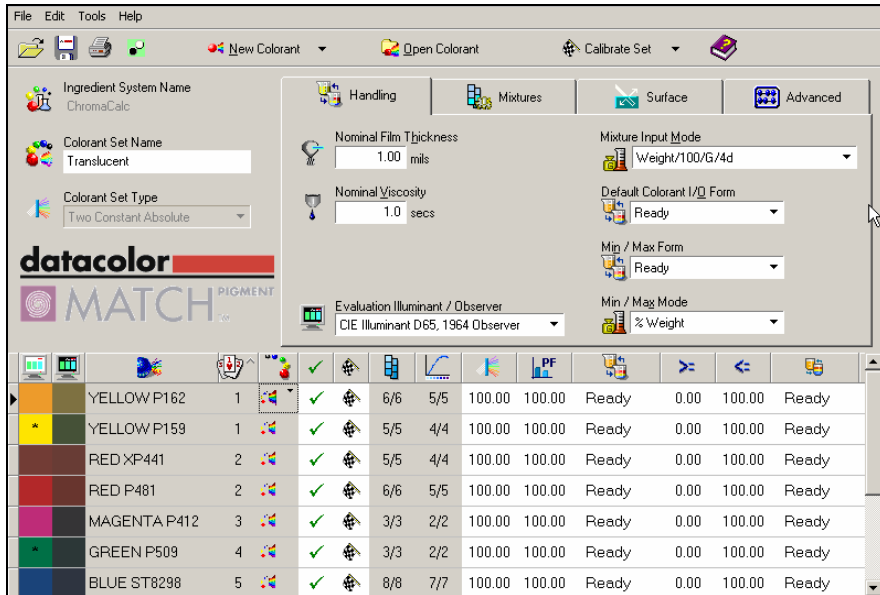 File Edit Tools Help
New Colorant Open Colorant Calibrate Set
Ingredient System Name
ChromaCalc
Colorant Set Name
Translucent
Colorant Set Type
Two Constant Absolute
datacolor
MATCH PIGMENT
Handling Mixtures Surface Advanced
Nominal Film Thickness
1.00 mils
Nominal Viscosity
1.0 secs
Evaluation Illuminant / Observer
CIE Illuminant D65, 1964 Observer
Mixture Input Mode
Weight/100/G/4d
Default Colorant I/O Form
Ready
Min / Max Form
Ready
Min / Max Mode
% Weight
PF >= <=
YELLOW P162 1 6/6 5/5 100.00 100.00 Ready 0.00 100.00 Ready
* YELLOW P159 1 5/5 4/4 100.00 100.00 Ready 0.00 100.00 Ready
RED XP441 2 5/5 4/4 100.00 100.00 Ready 0.00 100.00 Ready
RED P481 2 6/6 5/5 100.00 100.00 Ready 0.00 100.00 Ready
MAGENTA P412 3 3/3 2/2 100.00 100.00 Ready 0.00 100.00 Ready
* GREEN P509 4 3/3 2/2 100.00 100.00 Ready 0.00 100.00 Ready
BLUE ST8298 5 8/8 7/7 100.00 100.00 Ready 0.00 100.00 Ready